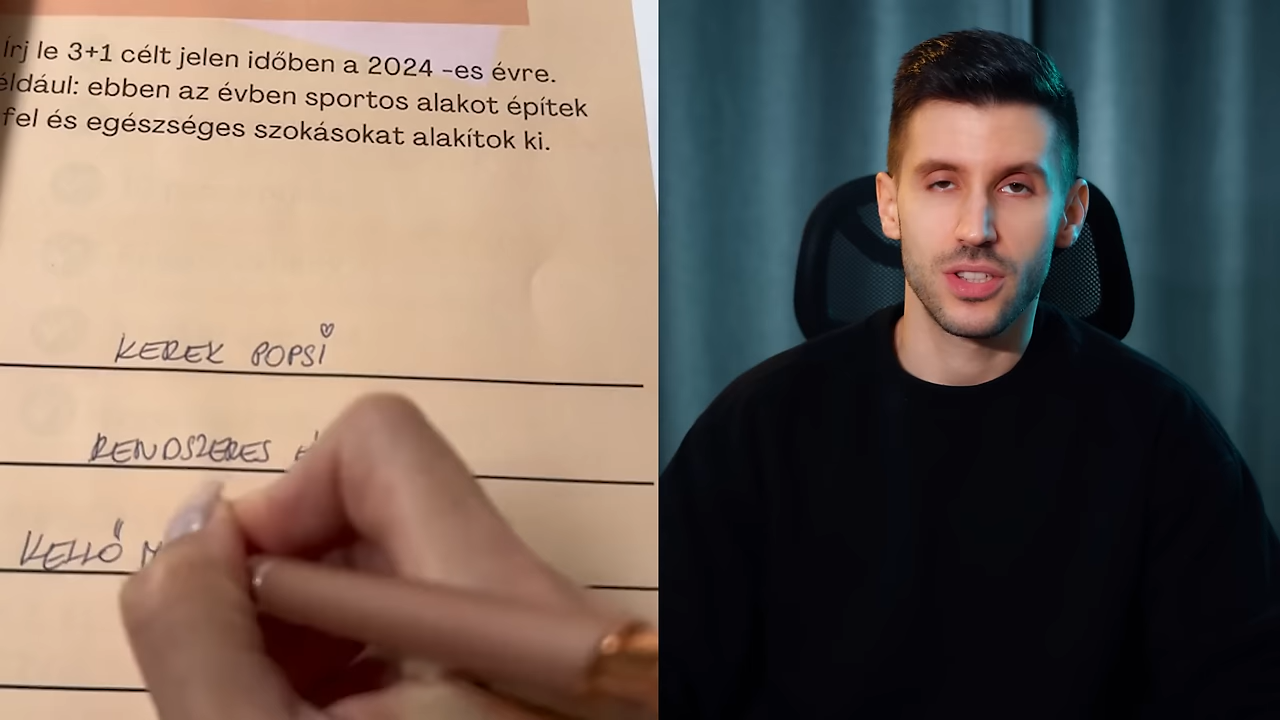 Írj le 3+1 célt jelen időben a 2024 -es évre.
éldául: ebben az évben sportos alakot építek
fel és egészséges szokásokat alakítok ki.
KEREK POPSI
RENDSZERES
KELLŐ